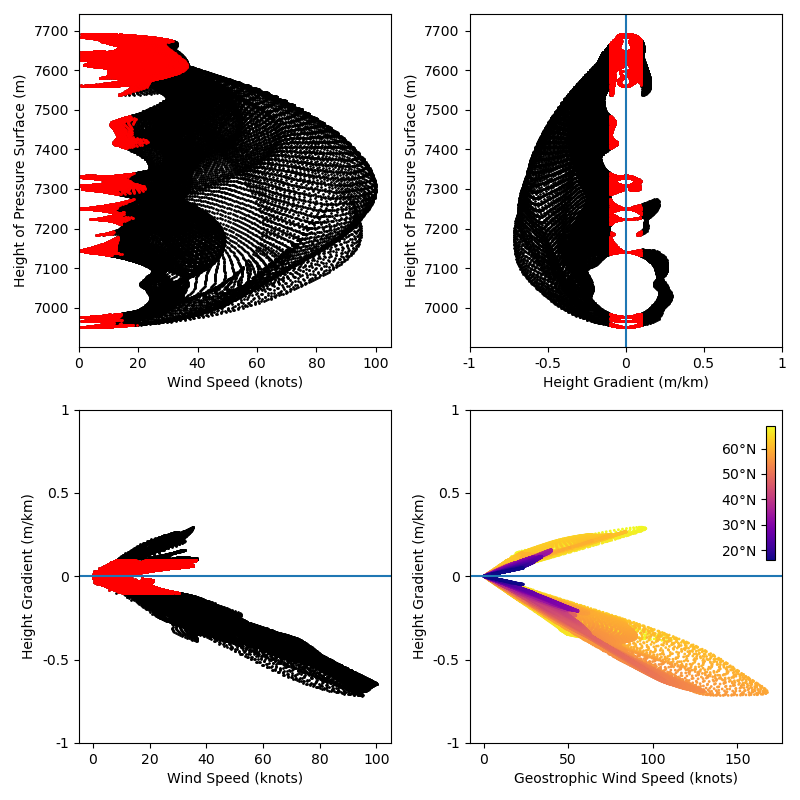 7700
7600
7500
7400
7300
7200
7100
7000
Height of Pressure Surface (m)
0 20 40 60 80 100
Wind Speed (knots)
7700
7600
7500
7400
7300
7200
7100
7000
Height of Pressure Surface (m)
-1 -0.5 0 0.5 1
Height Gradient (m/km)
1
0.5
0
-0.5
-1
Height Gradient (m/km)
0 20 40 60 80 100
Wind Speed (knots)
1
0.5
0
-0.5
-1
Height Gradient (m/km)
60°N
50°N
40°N
30°N
20°N
0 50 100 150
Geostrophic Wind Speed (knots)